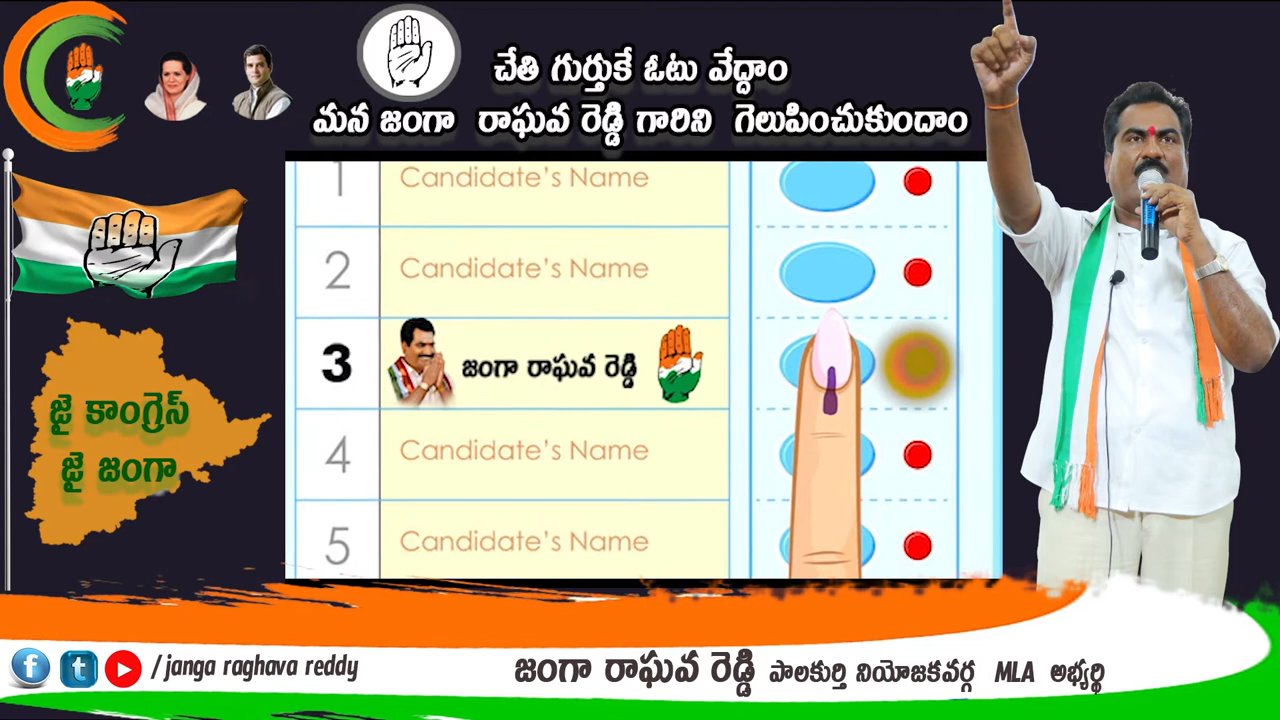 చేతి గుర్తుకే ఓటు వేద్దాం
మన జంగా రాఘవ రెడ్డి గారిని గెలుపించుకుందాం
1 Candidate's Name
2 Candidate's Name
3 జంగా రాఘవ రెడ్డి
4 Candidate's Name
5 Candidate's Name
జై కాంగ్రెస్
జై జంగా
/janga raghava reddy
జంగా రాఘవ రెడ్డి పాలకుర్తి నియోజకవర్గ MLA అభ్యర్థి